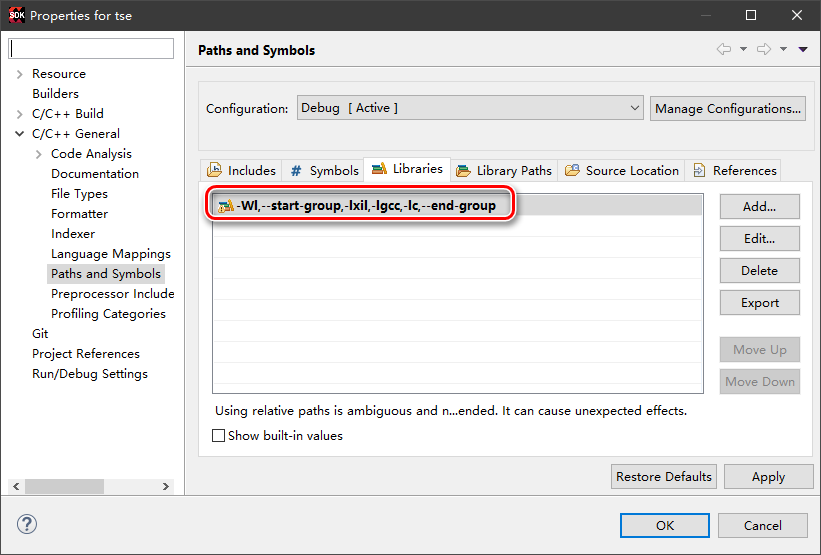 SDK Properties for tse
Resource
Builders
C/C++ Build
C/C++ General
Code Analysis
Documentation
File Types
Formatter
Indexer
Language Mappings
Paths and Symbols
Preprocessor Include
Profiling Categories
Git
Project References
Run/Debug Settings
Paths and Symbols
Configuration: Debug [ Active ] Manage Configurations...
Includes # Symbols Libraries Library Paths Source Location References
-Wl,--start-group,-lxil,-lgcc,-lc,--end-group
Add...
Edit...
Delete
Export
Move Up
Move Down
Using relative paths is ambiguous and n...ended. It can cause unexpected effects.
Show built-in values
Restore Defaults Apply
? OK Cancel